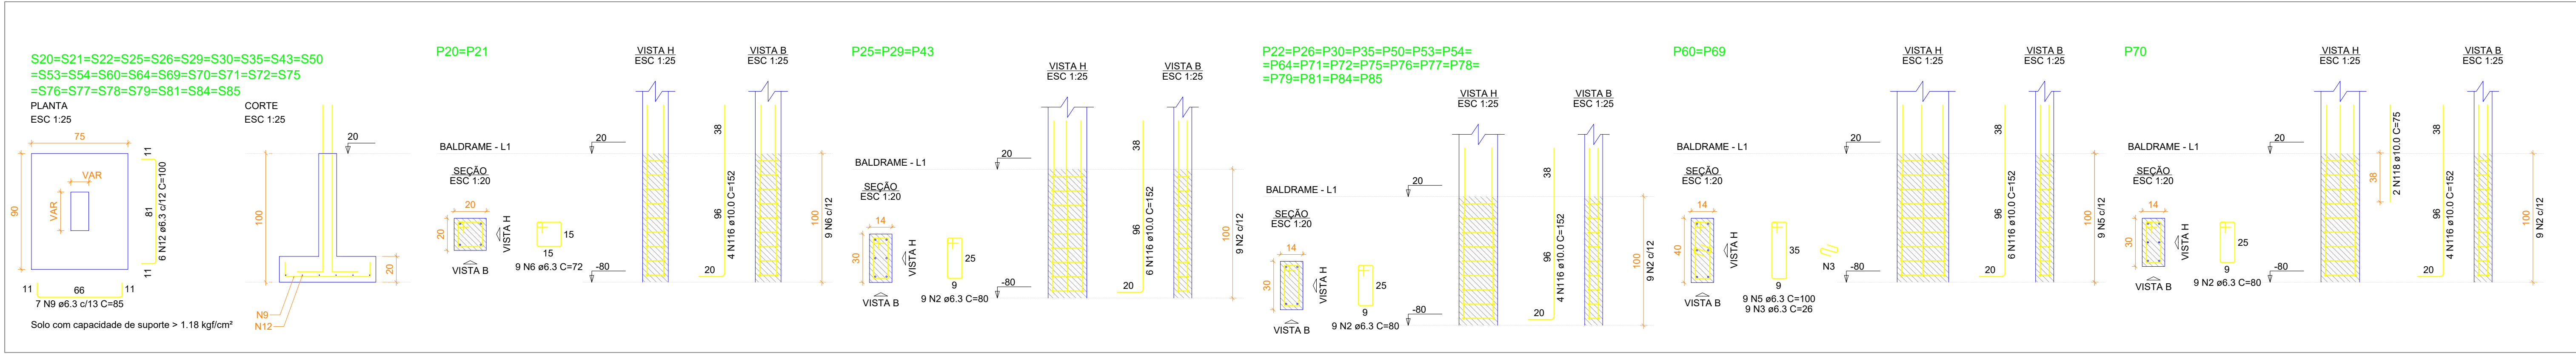 S20=S21=S22=S25=S26=S29=S30=S35=S43=S50
=S53=S54=S60=S64=S69=S70=S71=S72=S75
=S76=S77=S78=S79=S81=S84=S85
PLANTA
ESC 1:25
75
90
VAR
VAR
11
81
11
6 N12 ø6.3 c/12 C=100
11
66
11
7 N9 ø6.3 c/13 C=85
Solo com capacidade de suporte > 1.18 kgf/cm²
CORTE
ESC 1:25
20
100
20
N9
N12
P20=P21
BALDRAME - L1
SEÇÃO
ESC 1:20
20
20
VISTA H
VISTA B
15
15
9 N6 ø6.3 C=72
VISTA H
ESC 1:25
20
-80
38
96
20
4 N116 ø10.0 C=152
VISTA B
ESC 1:25
100
9 N6 c/12
P25=P29=P43
BALDRAME - L1
SEÇÃO
ESC 1:20
14
30
VISTA H
VISTA B
25
9
9 N2 ø6.3 C=80
VISTA H
ESC 1:25
20
-80
38
96
20
6 N116 ø10.0 C=152
VISTA B
ESC 1:25
100
9 N2 c/12
P22=P26=P30=P35=P50=P53=P54=
=P64=P71=P72=P75=P76=P77=P78=
=P79=P81=P84=P85
BALDRAME - L1
SEÇÃO
ESC 1:20
14
30
VISTA H
VISTA B
25
9
9 N2 ø6.3 C=80
VISTA H
ESC 1:25
20
-80
38
96
20
4 N116 ø10.0 C=152
VISTA B
ESC 1:25
100
9 N2 c/12
P60=P69
BALDRAME - L1
SEÇÃO
ESC 1:20
14
40
VISTA H
VISTA B
35
9
N3
9 N5 ø6.3 C=100
9 N3 ø6.3 C=26
VISTA H
ESC 1:25
20
-80
38
96
20
6 N116 ø10.0 C=152
VISTA B
ESC 1:25
100
9 N5 c/12
P70
BALDRAME - L1
SEÇÃO
ESC 1:20
14
30
VISTA H
VISTA B
25
9
9 N2 ø6.3 C=80
VISTA H
ESC 1:25
20
-80
38
2 N118 ø10.0 C=75
38
96
20
4 N116 ø10.0 C=152
VISTA B
ESC 1:25
100
9 N2 c/12